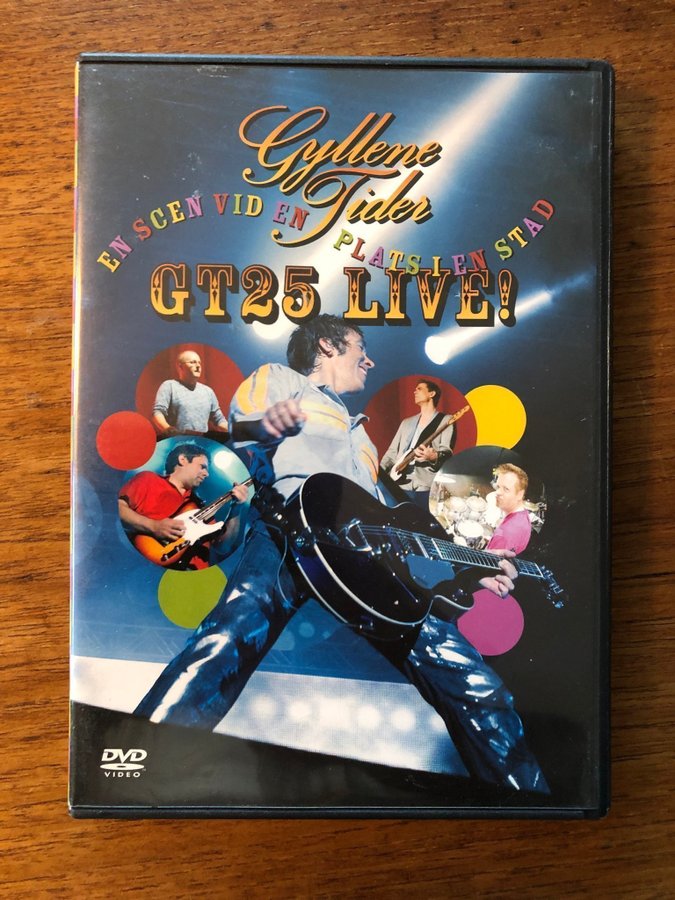 Gyllene
Tider
EN SCEN VID EN PLATS I EN STAD
GT25 LIVE!
DVD
VIDEO